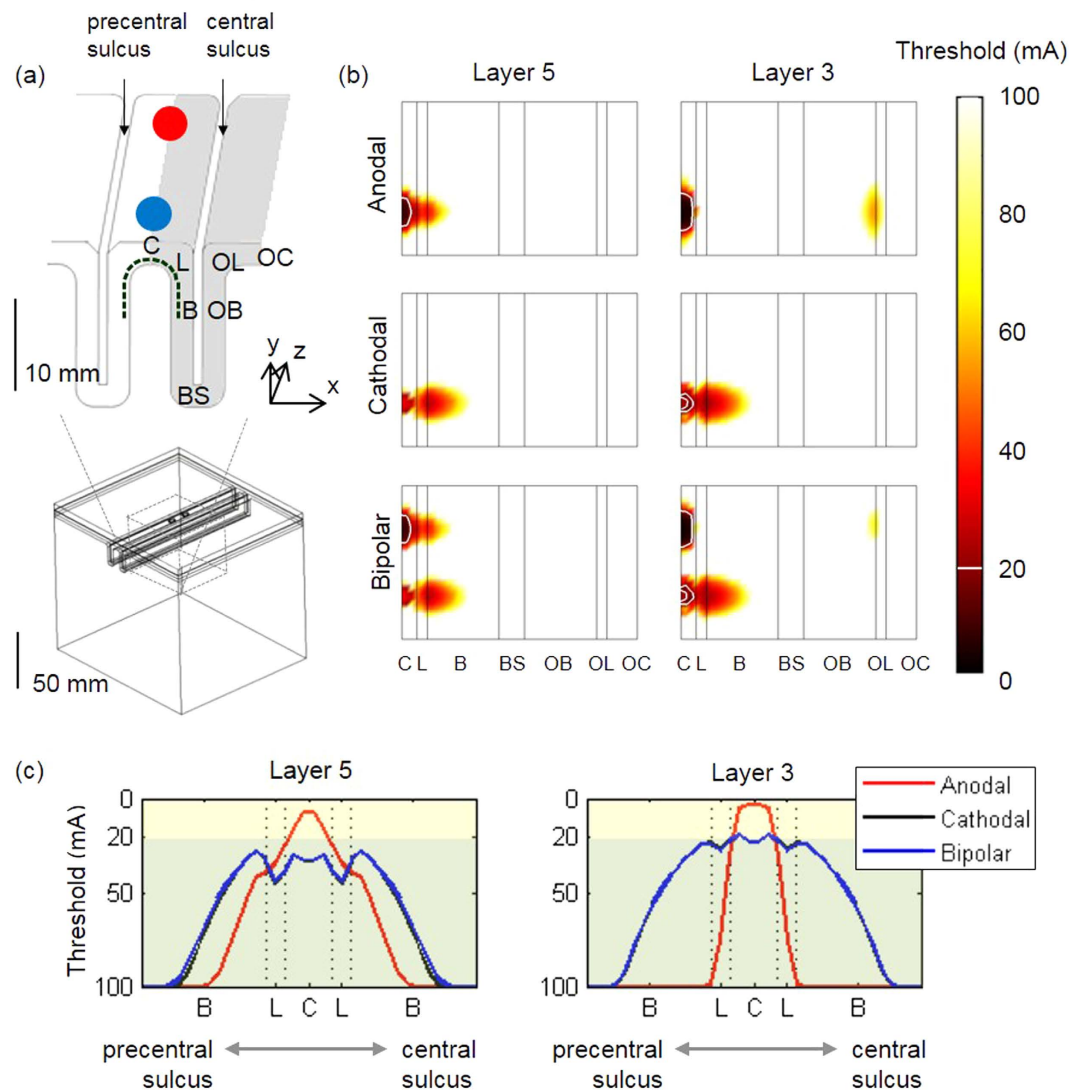 precentral
sulcus
central
sulcus
(a)
C
L
OL
OC
B
OB
BS
10 mm
y
z
x
50 mm
(b)
Layer 5
Layer 3
Threshold (mA)
Anodal
Cathodal
Bipolar
C L B BS OB OL OC
C L B BS OB OL OC
100
80
60
40
20
0
(c)
Layer 5
Threshold (mA)
0
20
50
100
B L C L B
precentral
sulcus
central
sulcus
Layer 3
0
20
50
100
B L C L B
precentral
sulcus
central
sulcus
Anodal
Cathodal
Bipolar